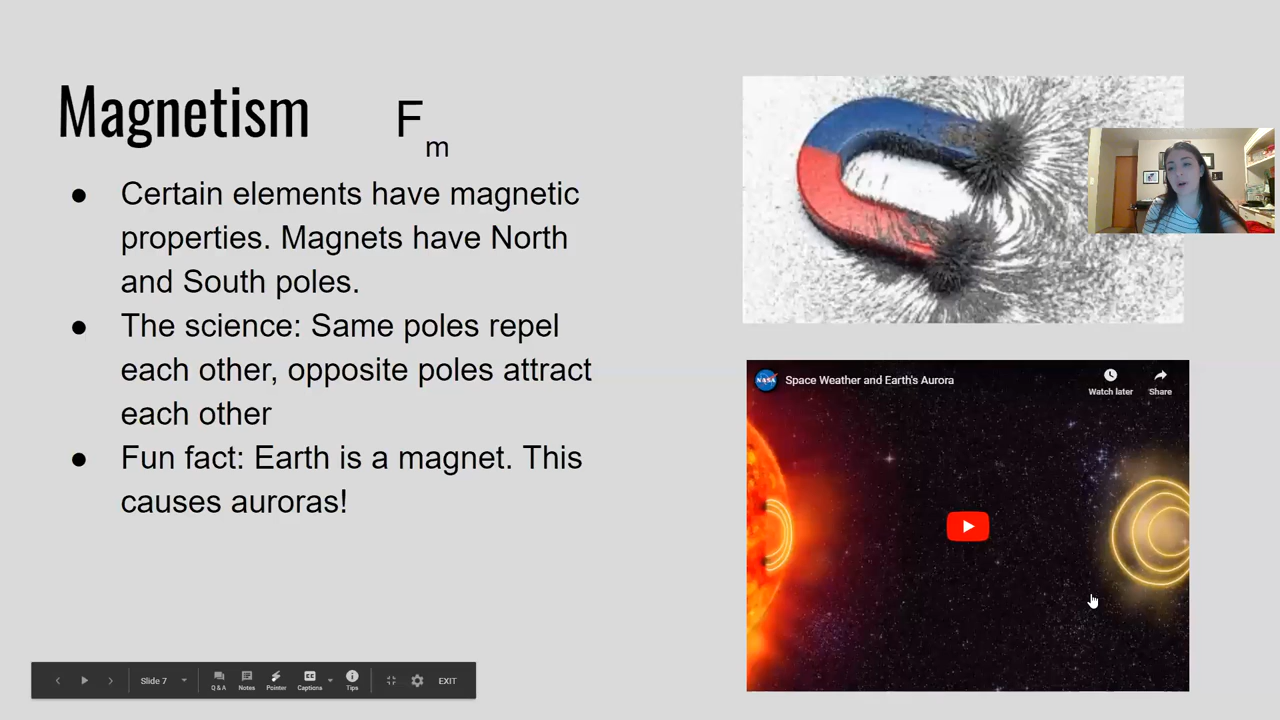 Magnetism F
m
● Certain elements have magnetic
properties. Magnets have North
and South poles.
● The science: Same poles repel
each other, opposite poles attract
each other
● Fun fact: Earth is a magnet. This
causes auroras!
NASA
Space Weather and Earth's Aurora
Watch later
Share
Slide 7
Q & A
Notes
Pointer
Captions
Tips
EXIT